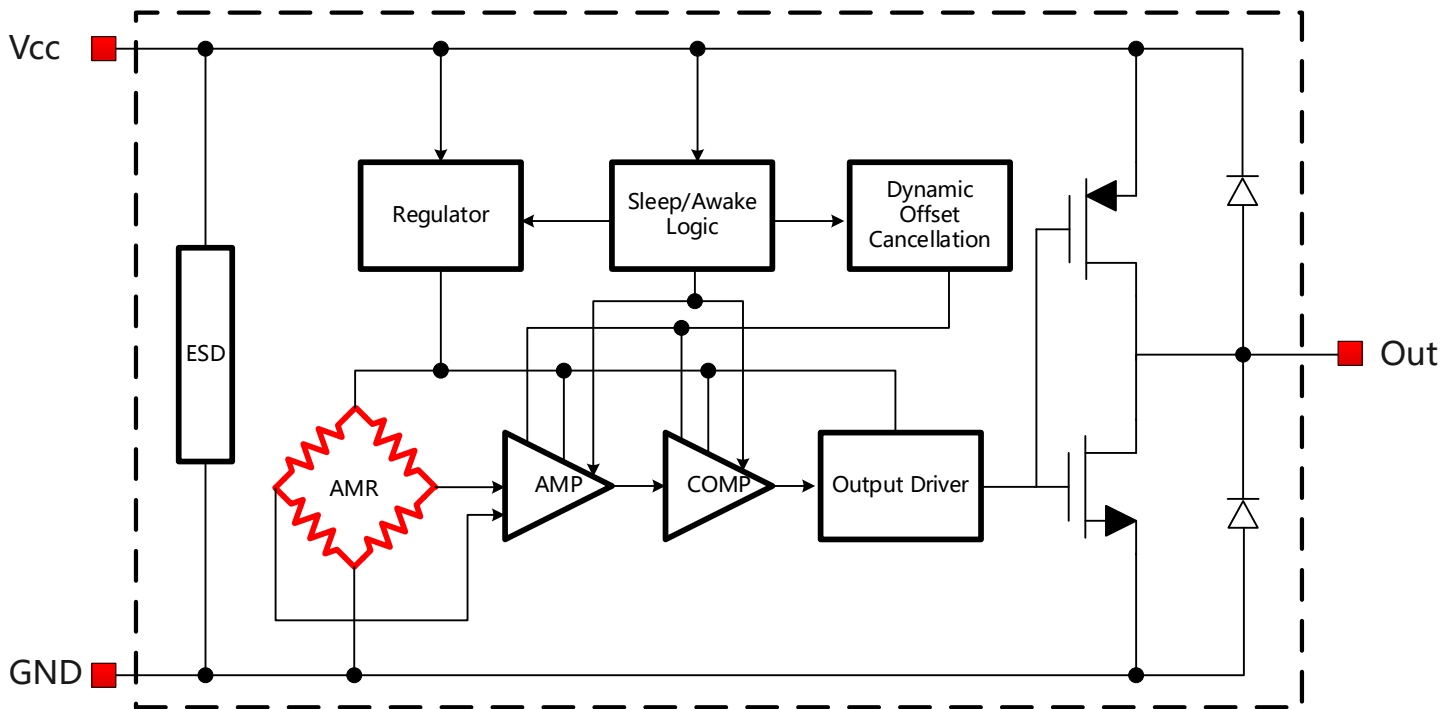 Vcc
Regulator
Sleep/Awake
Logic
Dynamic
Offset
Cancellation
ESD
Out
AMR
AMP
COMP
Output Driver
GND